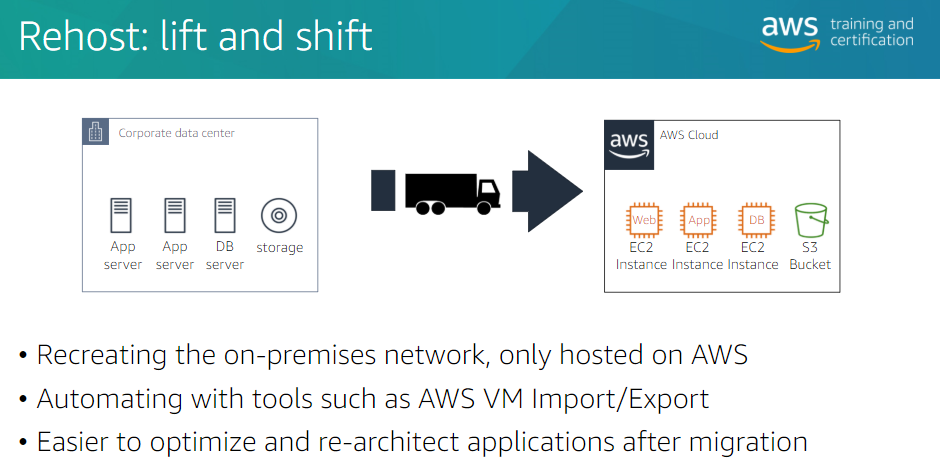 Rehost: lift and shift
aws training and
certification
Corporate data center
App
server
App
server
DB
server
storage
aws
AWS Cloud
Web
EC2
Instance
App
EC2
Instance
DB
EC2
Instance
S3
Bucket
• Recreating the on-premises network, only hosted on AWS
• Automating with tools such as AWS VM Import/Export
• Easier to optimize and re-architect applications after migration